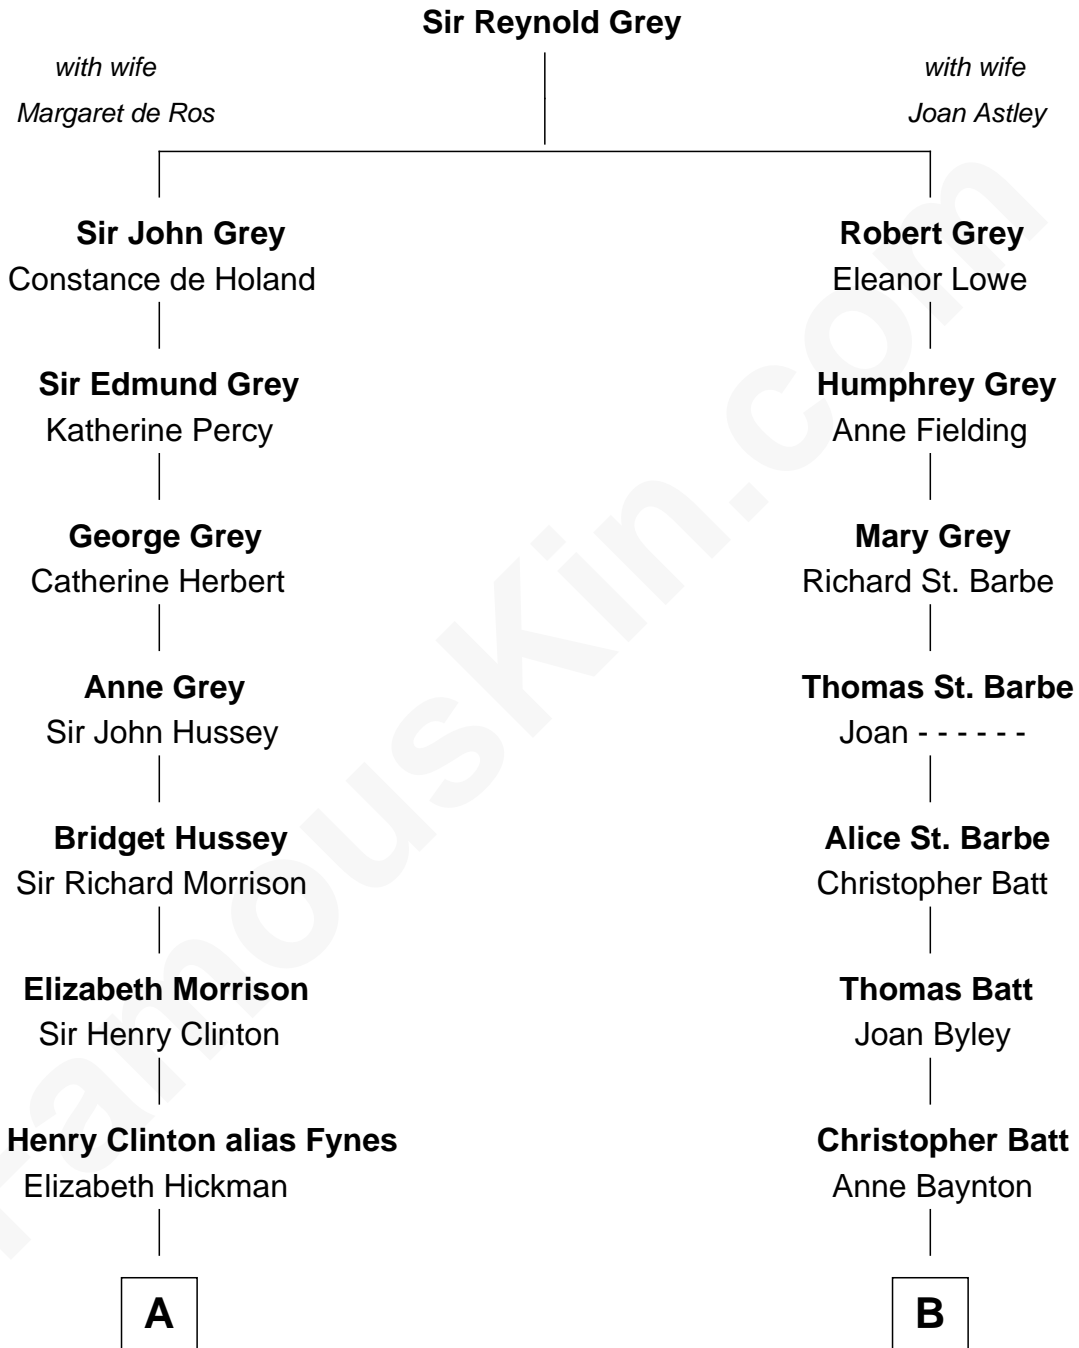 Sir Reynold Grey
with wife
Margaret de Ros
with wife
Joan Astley
Sir John Grey
Constance de Holand
Robert Grey
Eleanor Lowe
Sir Edmund Grey
Katherine Percy
Humphrey Grey
Anne Fielding
George Grey
Catherine Herbert
Mary Grey
Richard St. Barbe
Anne Grey
Sir John Hussey
Thomas St. Barbe
Joan - - - - - -
Bridget Hussey
Sir Richard Morrison
Alice St. Barbe
Christopher Batt
Elizabeth Morrison
Sir Henry Clinton
Thomas Batt
Joan Byley
Henry Clinton alias Fynes
Elizabeth Hickman
Christopher Batt
Anne Baynton
A
B
FamousKin.com